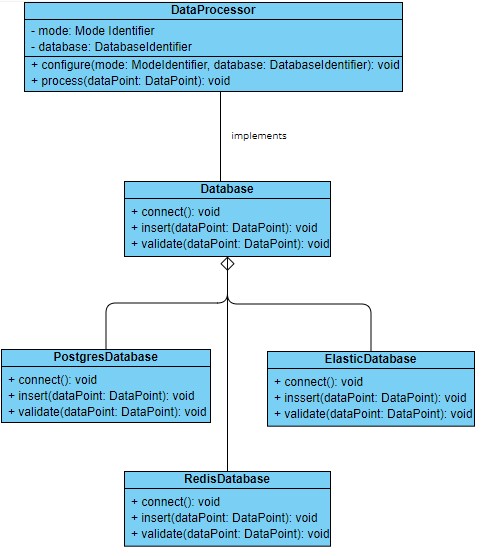 DataProcessor
- mode: Mode Identifier
- database: DatabaseIdentifier
+ configure(mode: ModeIdentifier, database: DatabaseIdentifier): void
+ process(dataPoint: DataPoint): void
implements
Database
+ connect(): void
+ insert(dataPoint: DataPoint): void
+ validate(dataPoint: DataPoint): void
PostgresDatabase
+ connect(): void
+ insert(dataPoint: DataPoint): void
+ validate(dataPoint: DataPoint): void
ElasticDatabase
+ connect(): void
+ inssert(dataPoint: DataPoint): void
+ validate(dataPoint: DataPoint): void
RedisDatabase
+ connect(): void
+ insert(dataPoint: DataPoint): void
+ validate(dataPoint: DataPoint): void